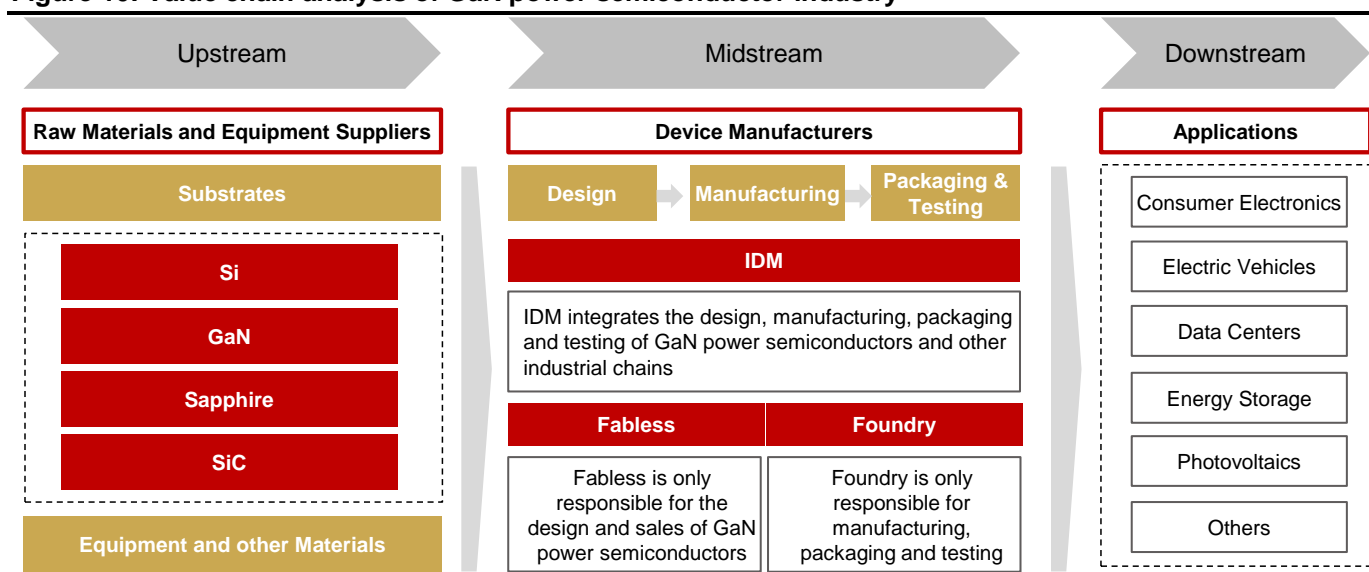 Upstream
Midstream
Downstream
Raw Materials and Equipment Suppliers
Substrates
Si
GaN
Sapphire
SiC
Equipment and other Materials
Device Manufacturers
Design
Manufacturing
Packaging &
Testing
IDM
IDM integrates the design, manufacturing, packaging
and testing of GaN power semiconductors and other
industrial chains
Fabless
Fabless is only
responsible for the
design and sales of GaN
power semiconductors
Foundry
Foundry is only
responsible for
manufacturing,
packaging and testing
Applications
Consumer Electronics
Electric Vehicles
Data Centers
Energy Storage
Photovoltaics
Others